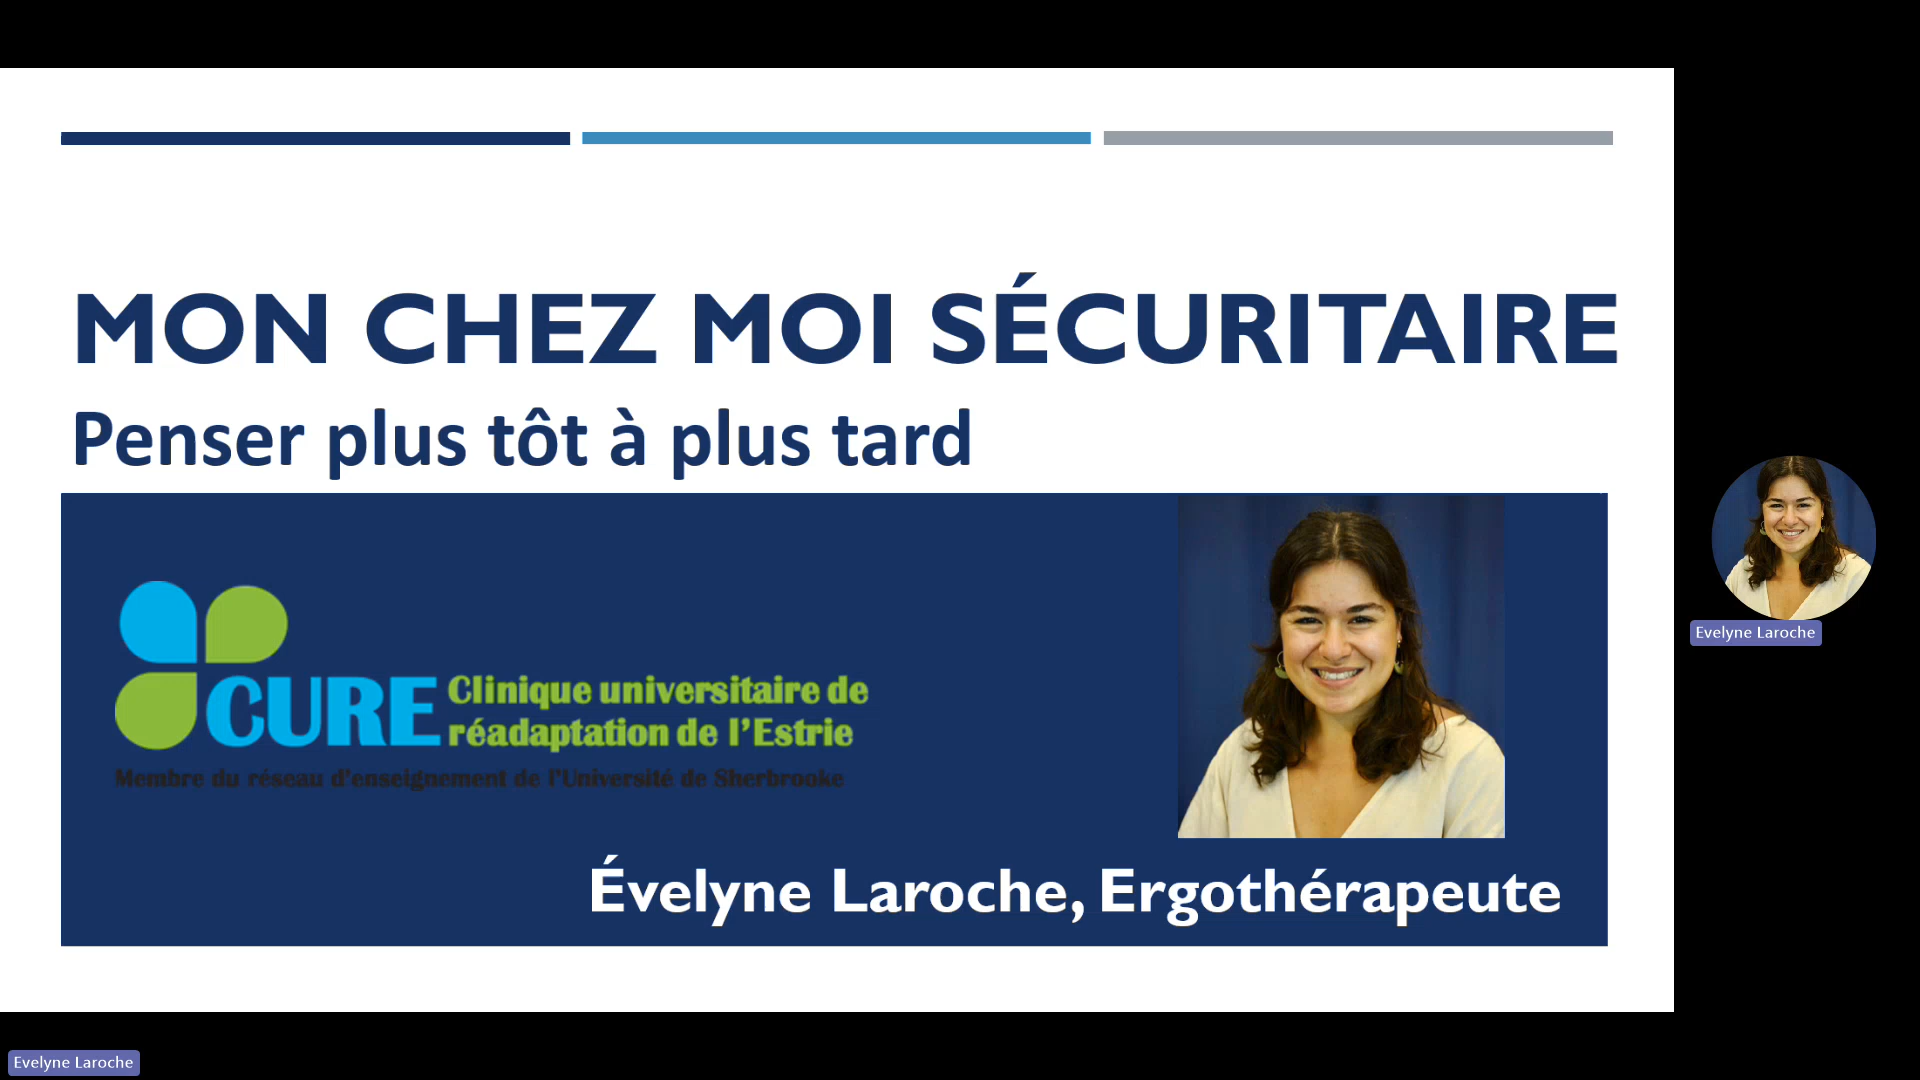 MON CHEZ MOI SÉCURITAIRE
Penser plus tôt à plus tard
CURE
Clinique universitaire de
réadaptation de l'Estrie
Membre du réseau d'enseignement de l'Université de Sherbrooke
Évelyne Laroche, Ergothérapeute
Evelyne Laroche
Evelyne Laroche